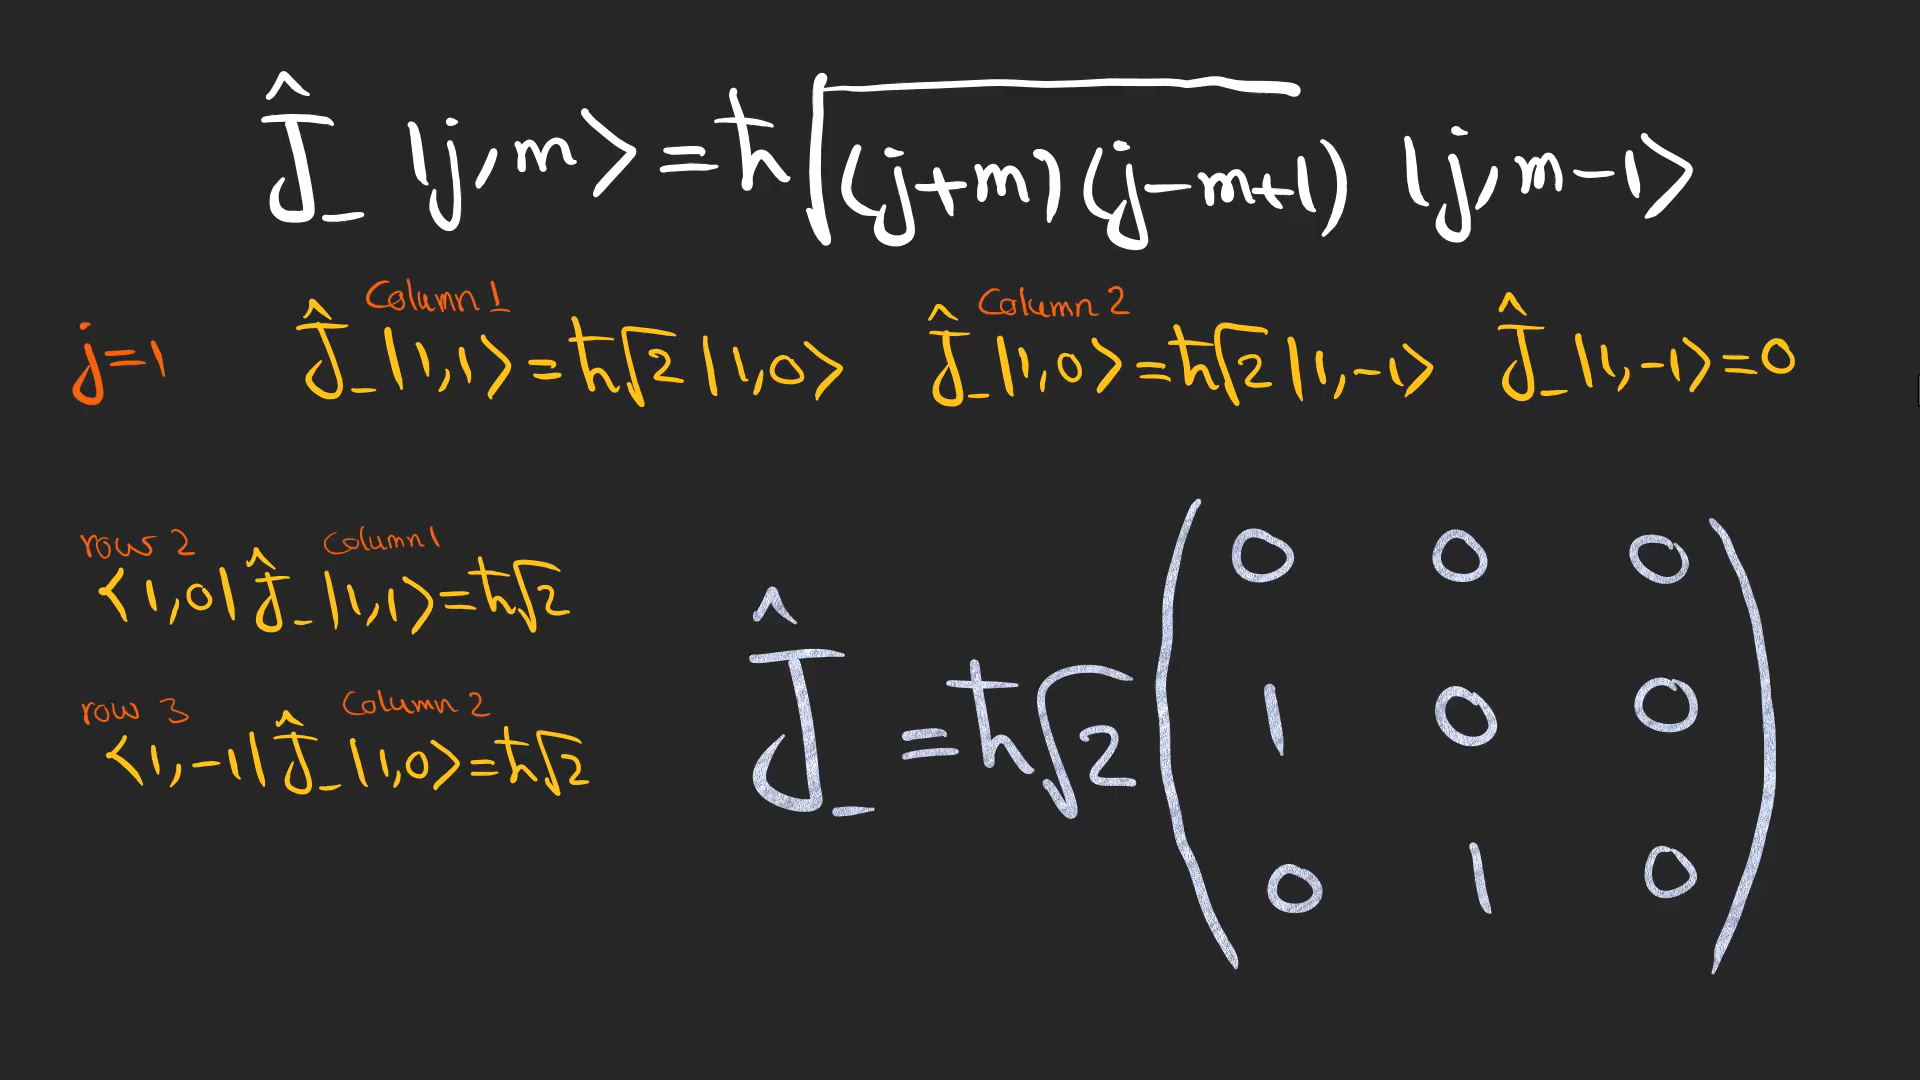 Ĵ_ |j,m⟩=ħ√(j+m)(j-m+1) |j,m-1⟩
Column 1 Column 2
j=1 Ĵ_|1,1⟩=ħ√2|1,0⟩ Ĵ_|1,0⟩=ħ√2|1,-1⟩ Ĵ_|1,-1⟩=0
row 2 Column 1
⟨1,0|Ĵ_|1,1⟩=ħ√2
row 3 Column 2
⟨1,-1|Ĵ_|1,0⟩=ħ√2
0 0 0
Ĵ_=ħ√2 1 0 0
0 1 0